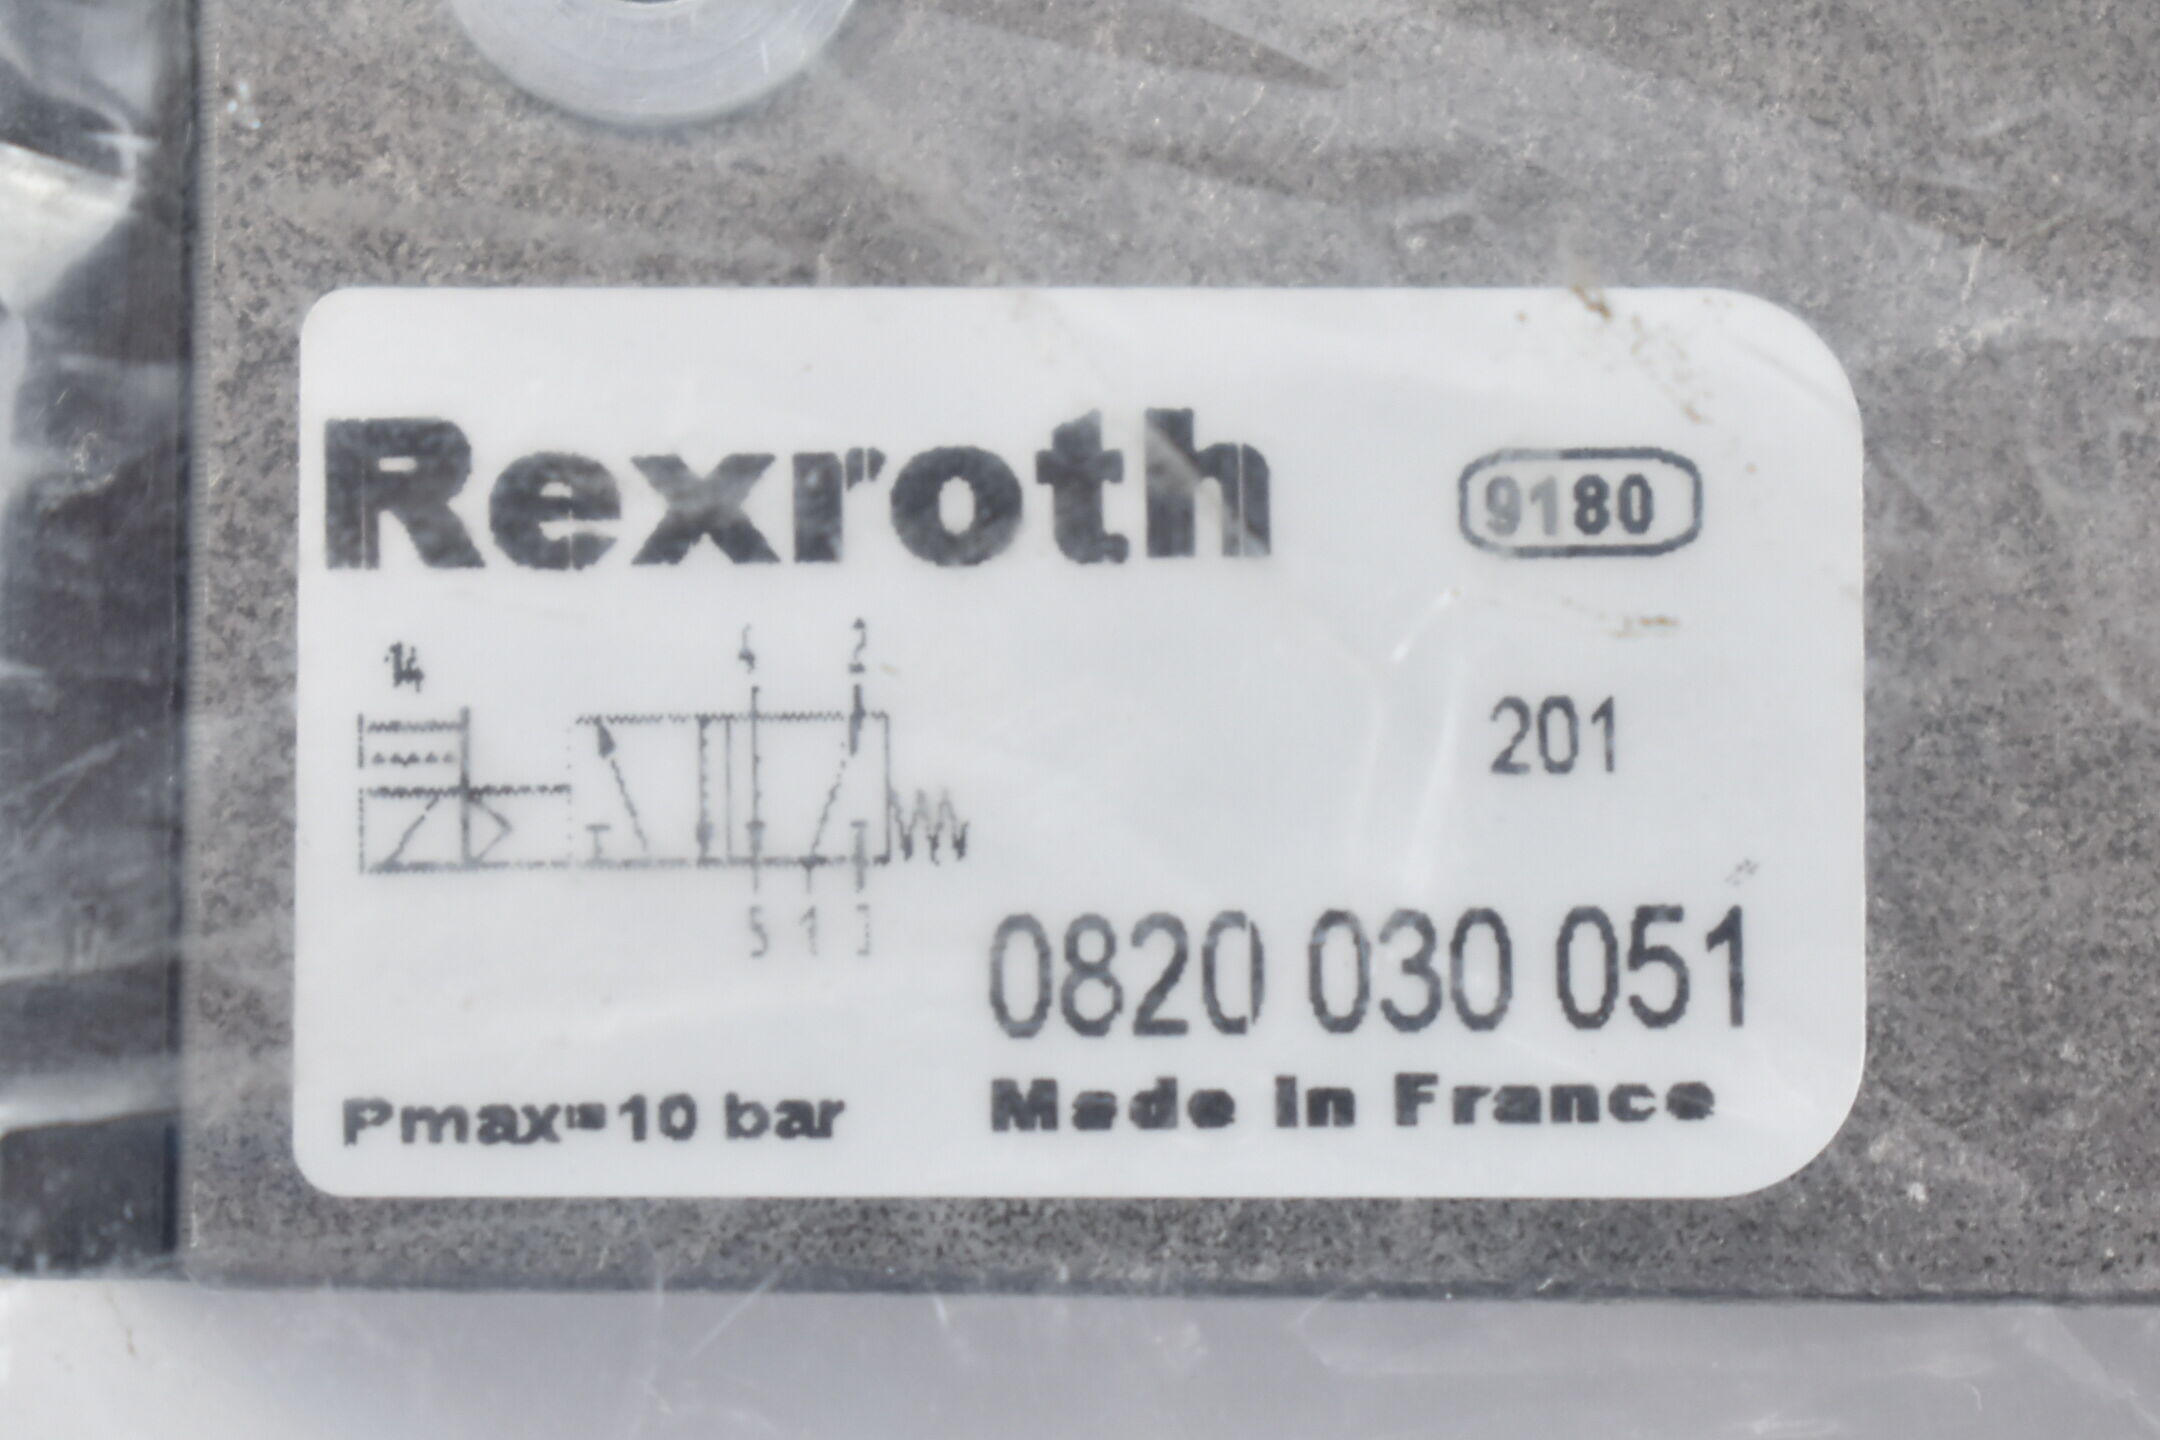 Rexroth
9180
14 4 2
201
5 1 3
0820 030 051
Pmax=10 bar
Made in France